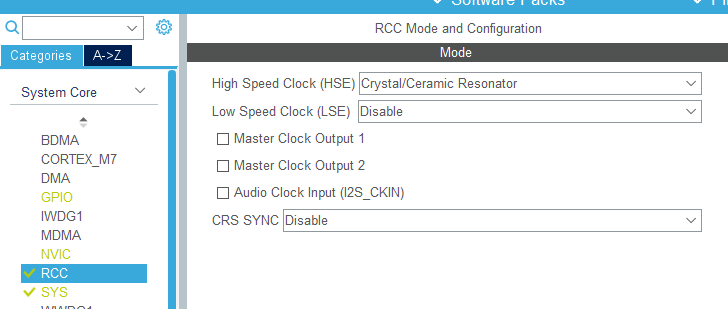 Software Packs
RCC Mode and Configuration
Mode
Categories A->Z
System Core
BDMA
CORTEX_M7
DMA
GPIO
IWDG1
MDMA
NVIC
RCC
SYS
High Speed Clock (HSE) Crystal/Ceramic Resonator
Low Speed Clock (LSE) Disable
Master Clock Output 1
Master Clock Output 2
Audio Clock Input (I2S_CKIN)
CRS SYNC Disable